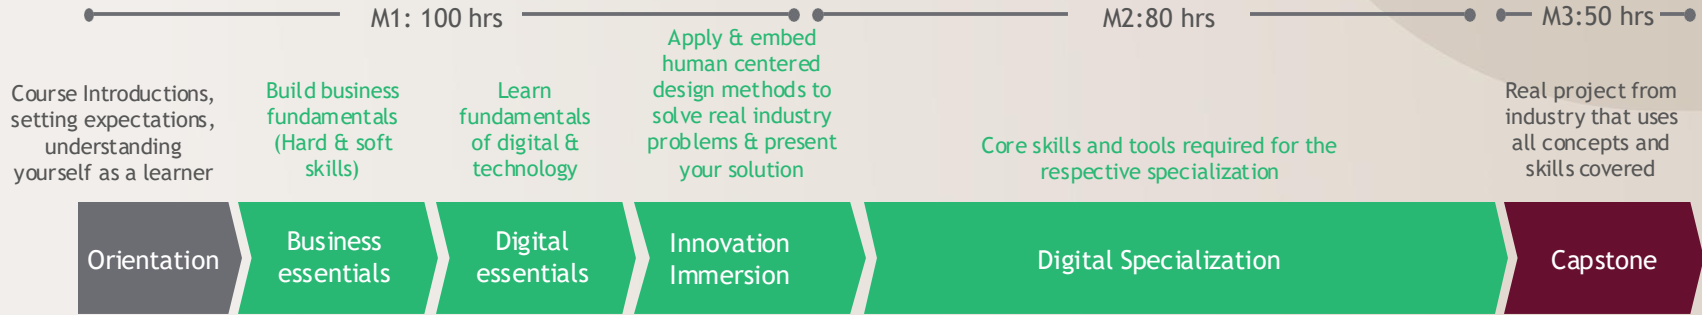 M1: 100 hrs
M2:80 hrs
M3:50 hrs
Course Introductions,
setting expectations,
understanding
yourself as a learner
Build business
fundamentals
(Hard & soft
skills)
Learn
fundamentals
of digital &
technology
Apply & embed
human centered
design methods to
solve real industry
problems & present
your solution
Core skills and tools required for the
respective specialization
Real project from
industry that uses
all concepts and
skills covered
Orientation
Business
essentials
Digital
essentials
Innovation
Immersion
Digital Specialization
Capstone